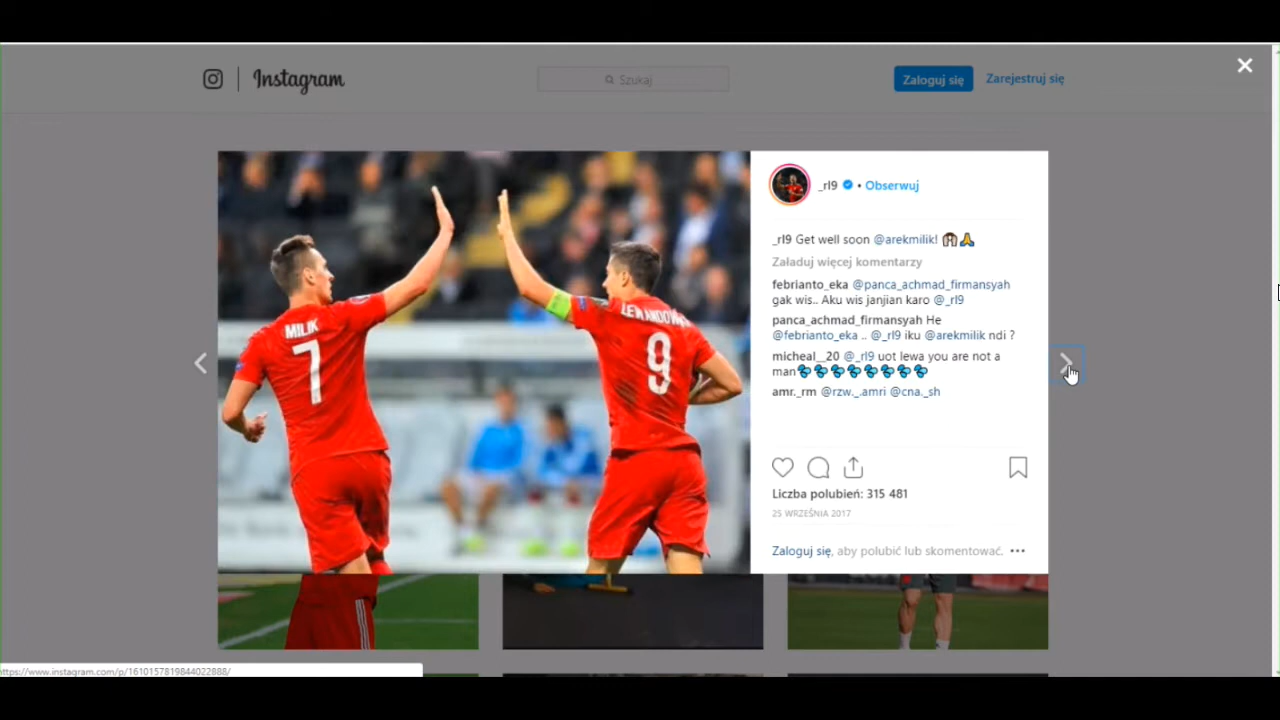 Instagram
Szukaj
Zaloguj się
Zarejestruj się
MILIK
7
LEWANDOWSKI
9
_rl9 • Obserwuj
_rl9 Get well soon @arekmilik! 🙈🙏
Załaduj więcej komentarzy
febrianto_eka @panca_achmad_firmansyah
gak wis.. Aku wis janjian karo @_rl9
panca_achmad_firmansyah He
@febrianto_eka .. @_rl9 iku @arekmilik ndi ?
micheal__20 @_rl9 uot lewa you are not a
man
amr._rm @rzw._.amri @cna._sh
Liczba polubień: 315 481
25 WRZEŚNIA 2017
Zaloguj się, aby polubić lub skomentować.
https://www.instagram.com/p/1610157819844022888/